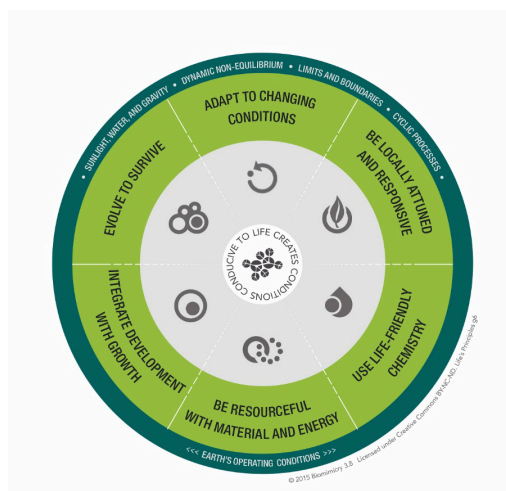 SUNLIGHT, WATER, AND GRAVITY • DYNAMIC NON-EQUILIBRIUM • LIMITS AND BOUNDARIES • CYCLIC PROCESSES •
ADAPT TO CHANGING
CONDITIONS
BE LOCALLY ATTUNED
AND RESPONSIVE
USE LIFE-FRIENDLY
CHEMISTRY
BE RESOURCEFUL
WITH MATERIAL AND ENERGY
INTEGRATE DEVELOPMENT
WITH GROWTH
EVOLVE TO SURVIVE
LIFE CREATES CONDITIONS CONDUCIVE TO
<<< EARTH'S OPERATING CONDITIONS >>>
© 2015 Biomimicry 3.8 Licensed under Creative Commons BY-NC-ND, Life's Principles g6